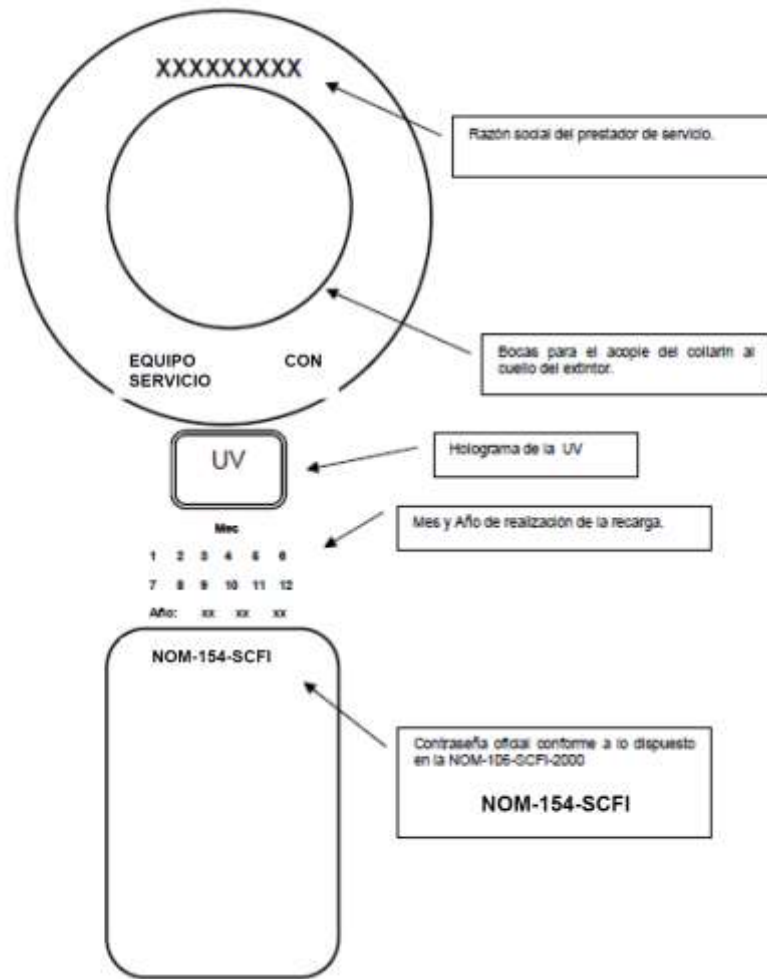 XXXXXXXXX
Razón social del prestador de servicio.
Bocas para el acople del collarín al
cuello del extintor.
EQUIPO CON
SERVICIO
UV
Holograma de la UV
Mes
Mes y Año de realización de la recarga.
1 2 3 4 5 6
7 8 9 10 11 12
Año: xx xx xx
NOM-154-SCFI
Contraseña oficial conforme a lo dispuesto
en la NOM-106-SCFI-2000
NOM-154-SCFI